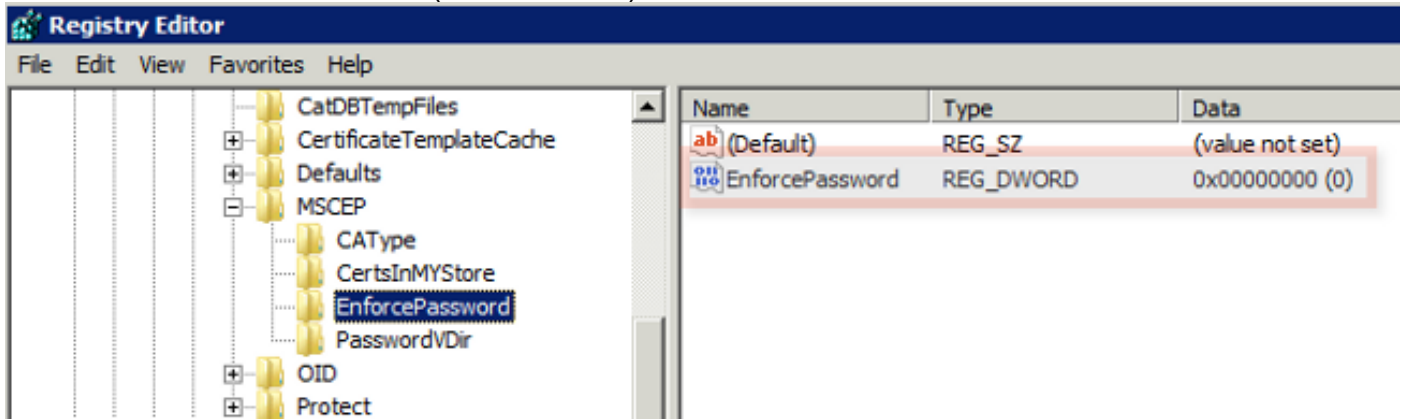 Registry Editor
File Edit View Favorites Help
CatDBTempFiles
CertificateTemplateCache
Defaults
MSCEP
CAType
CertsInMYStore
EnforcePassword
PasswordVDir
OID
Protect
Name Type Data
ab (Default) REG_SZ (value not set)
EnforcePassword REG_DWORD 0x00000000 (0)